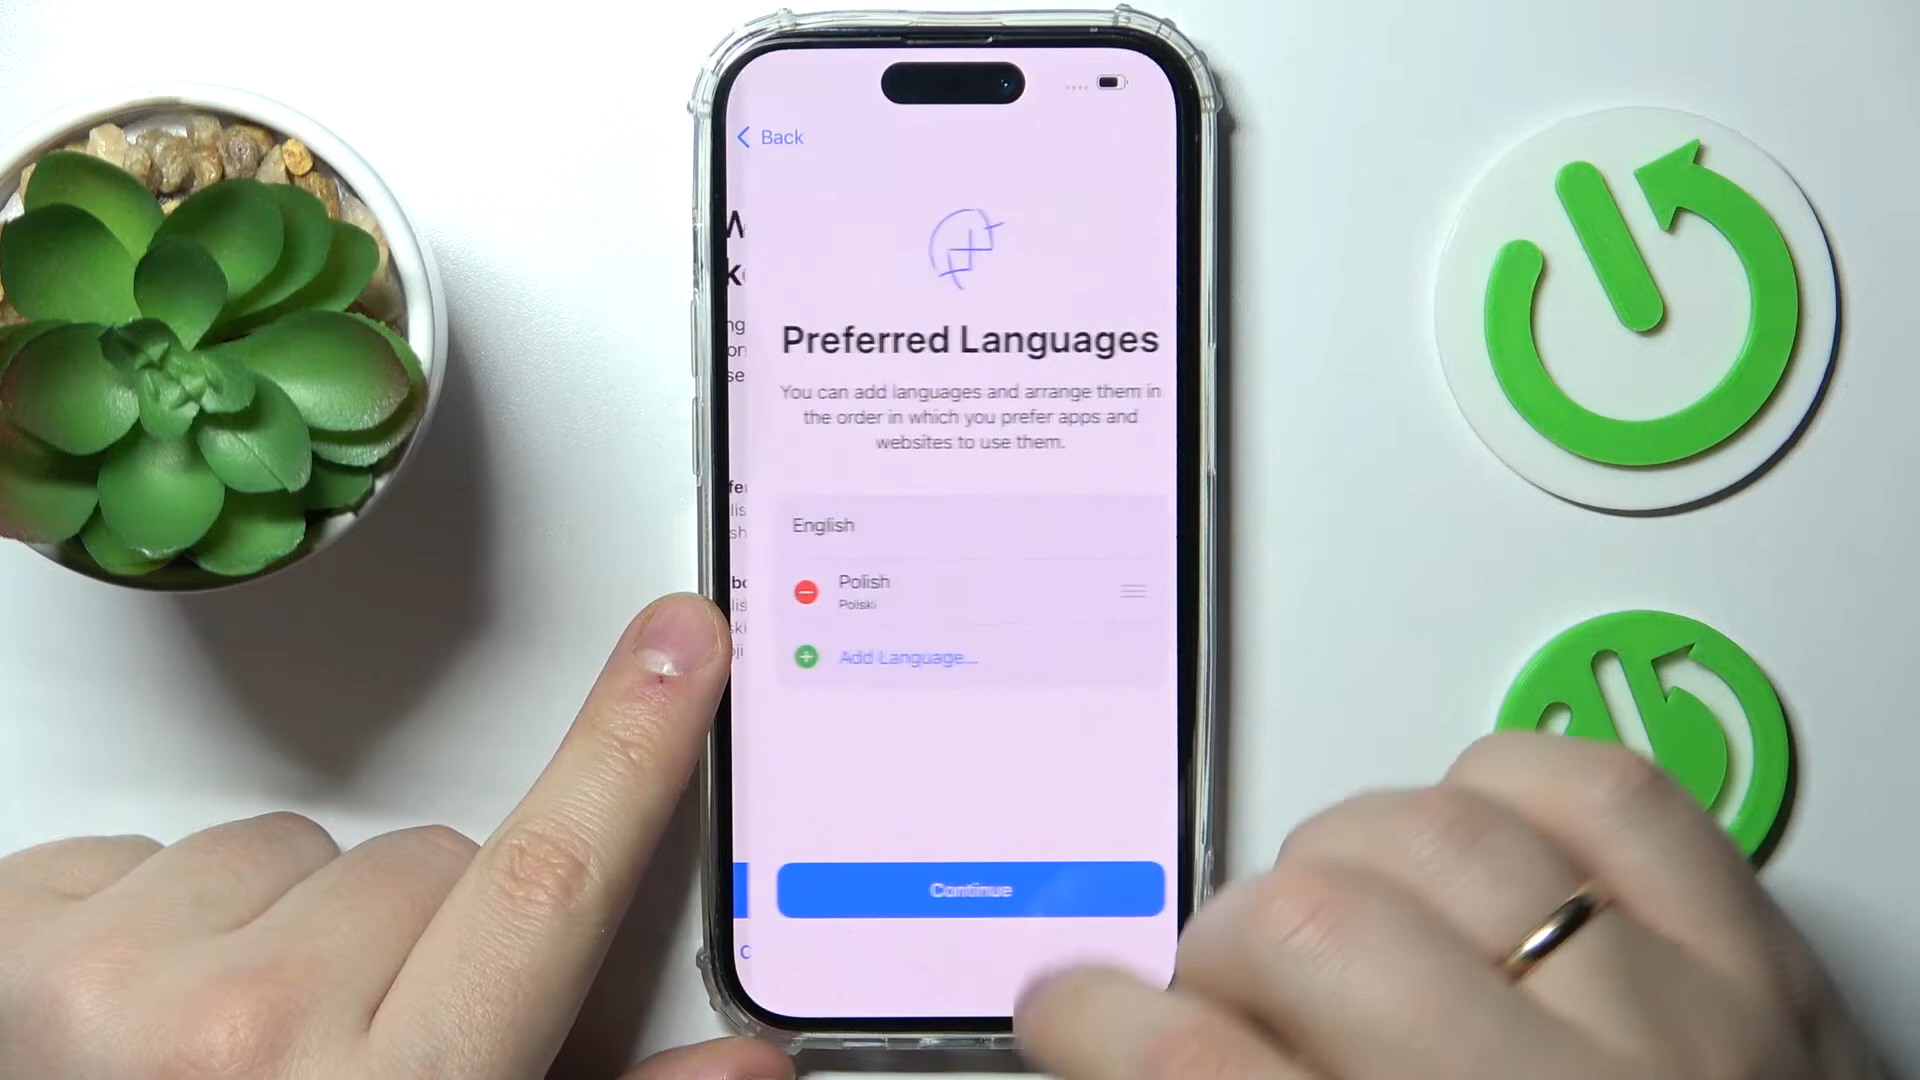 Back
Preferred Languages
You can add languages and arrange them in
the order in which you prefer apps and
websites to use them.
English
Polish
Polski
Add Language...
Continue